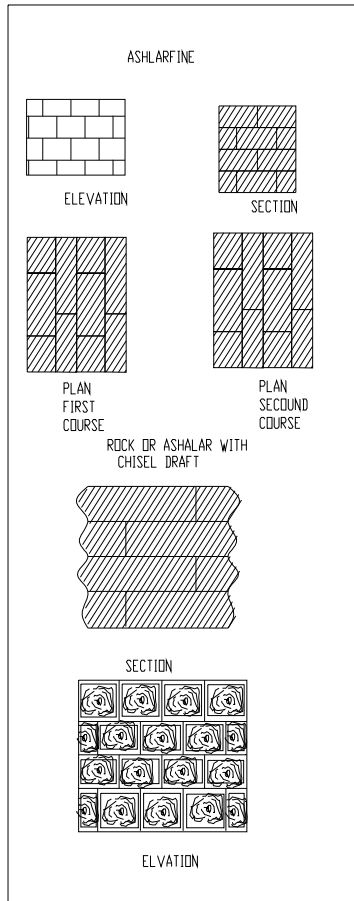 ASHLARFINE
ELEVATION
SECTION
PLAN
FIRST
COURSE
PLAN
SECOUND
COURSE
ROCK OR ASHALAR WITH
CHISEL DRAFT
SECTION
ELVATION